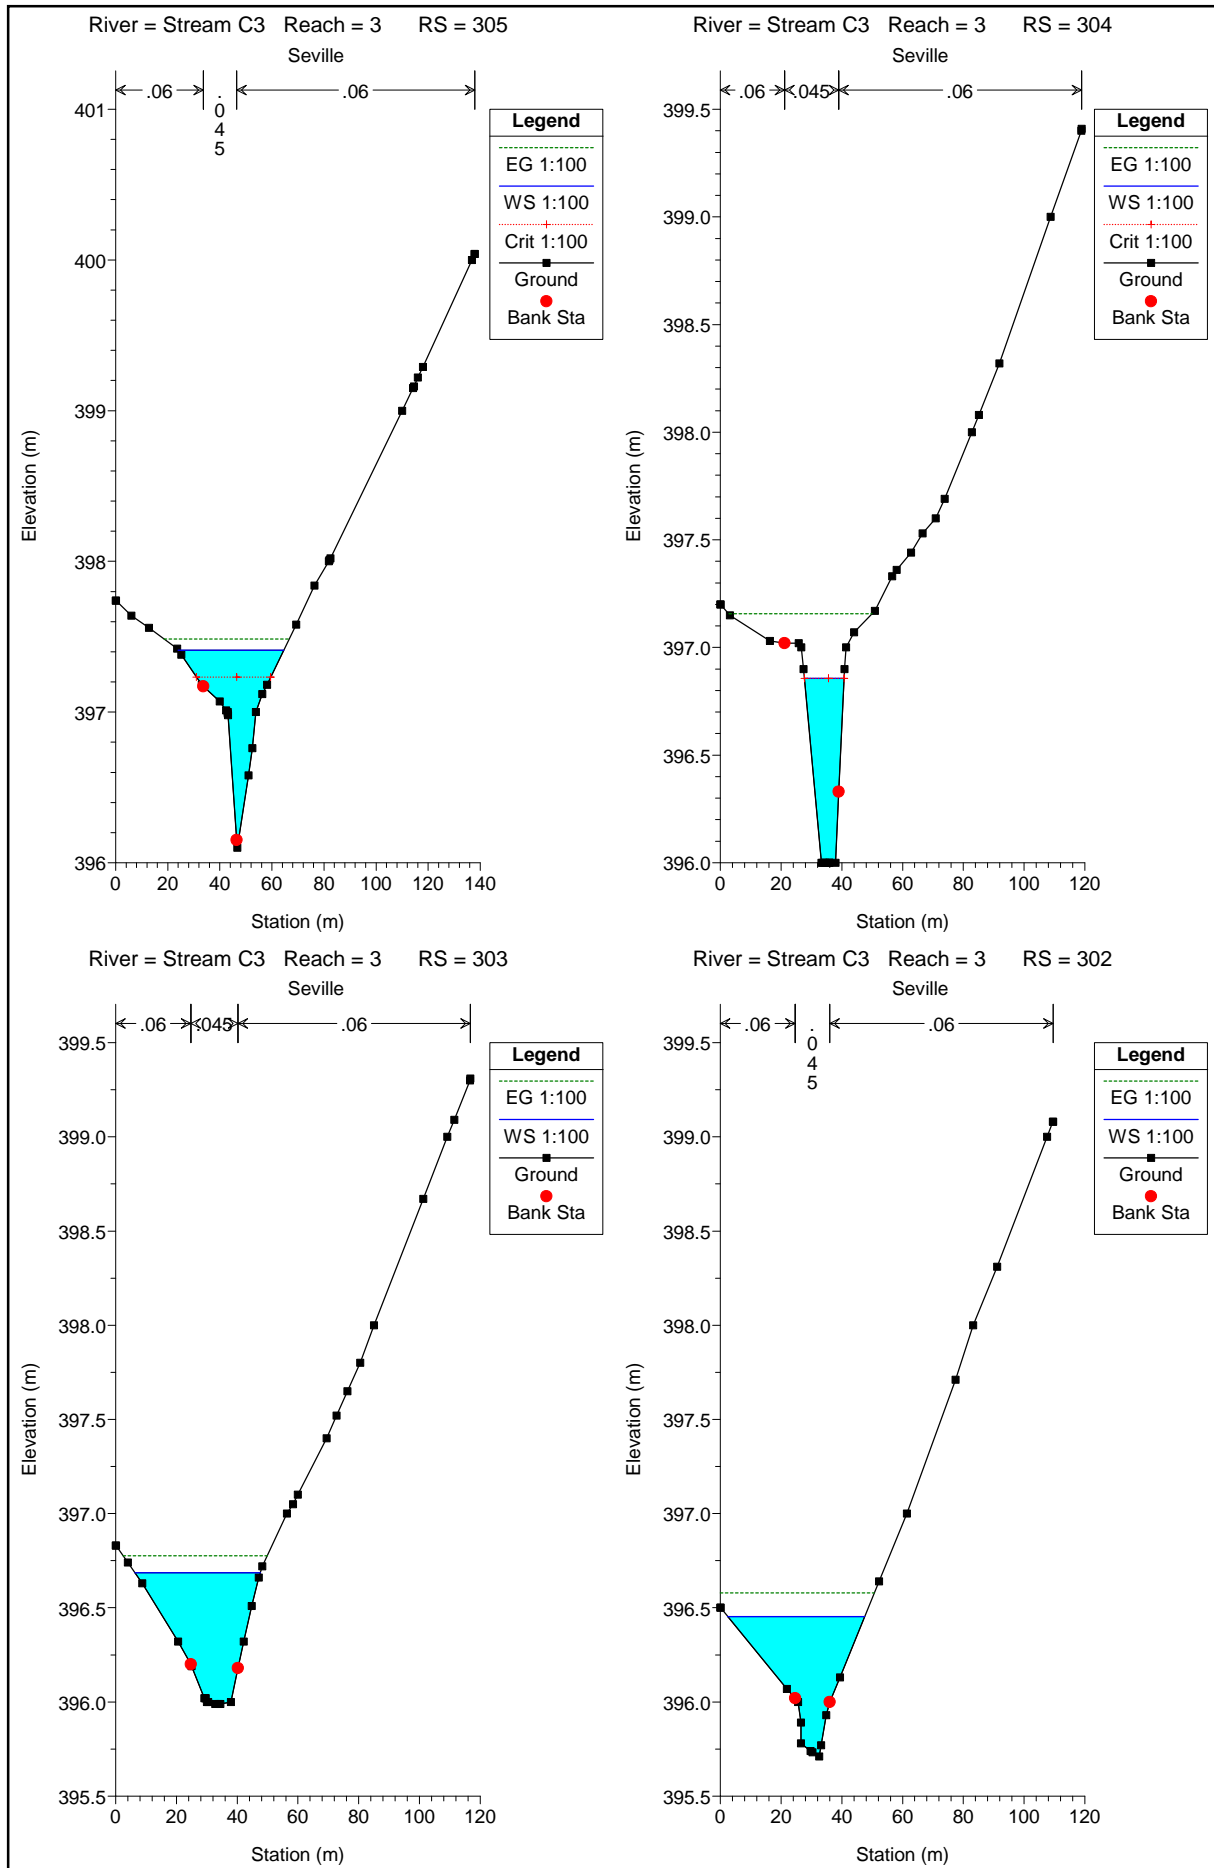 River = Stream C3 Reach = 3 RS = 305
Seville
.06
.045
.06
401
400
399
398
397
396
Elevation (m)
0 20 40 60 80 100 120 140
Station (m)
Legend
EG 1:100
WS 1:100
Crit 1:100
Ground
Bank Sta
River = Stream C3 Reach = 3 RS = 304
Seville
.06 .045 .06
399.5
399.0
398.5
398.0
397.5
397.0
396.5
396.0
Elevation (m)
0 20 40 60 80 100 120
Station (m)
Legend
EG 1:100
WS 1:100
Crit 1:100
Ground
Bank Sta
River = Stream C3 Reach = 3 RS = 303
Seville
.06 .045 .06
399.5
399.0
398.5
398.0
397.5
397.0
396.5
396.0
395.5
Elevation (m)
0 20 40 60 80 100 120
Station (m)
Legend
EG 1:100
WS 1:100
Ground
Bank Sta
River = Stream C3 Reach = 3 RS = 302
Seville
.06
.045
.06
399.5
399.0
398.5
398.0
397.5
397.0
396.5
396.0
395.5
Elevation (m)
0 20 40 60 80 100 120
Station (m)
Legend
EG 1:100
WS 1:100
Ground
Bank Sta